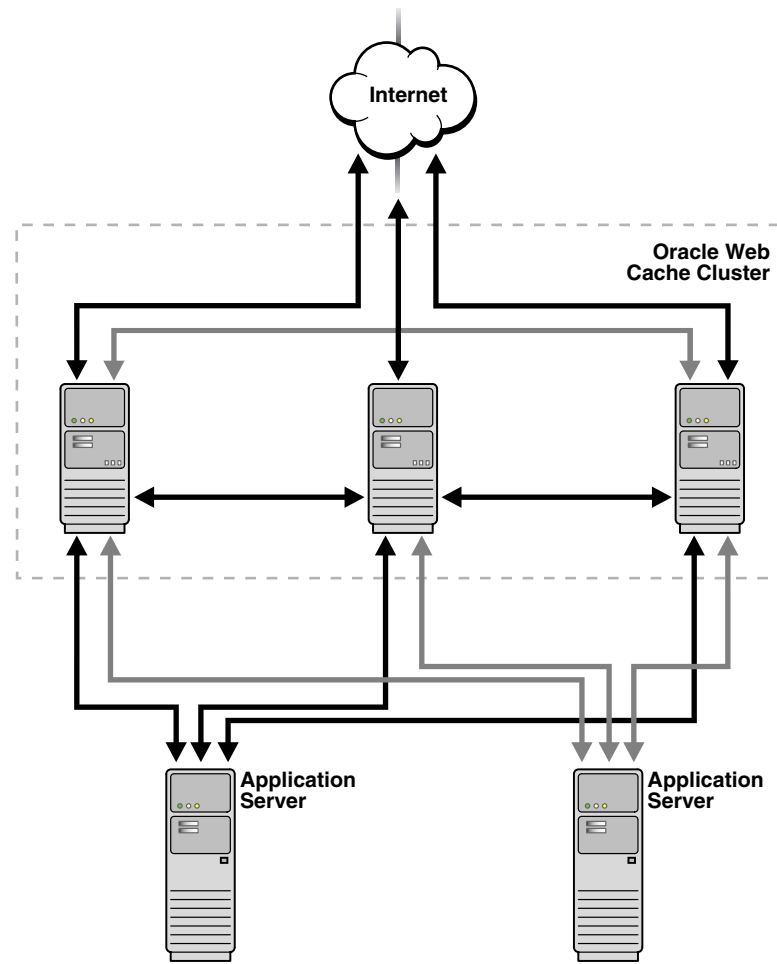 Internet
Oracle Web
Cache Cluster
Application
Server
Application
Server